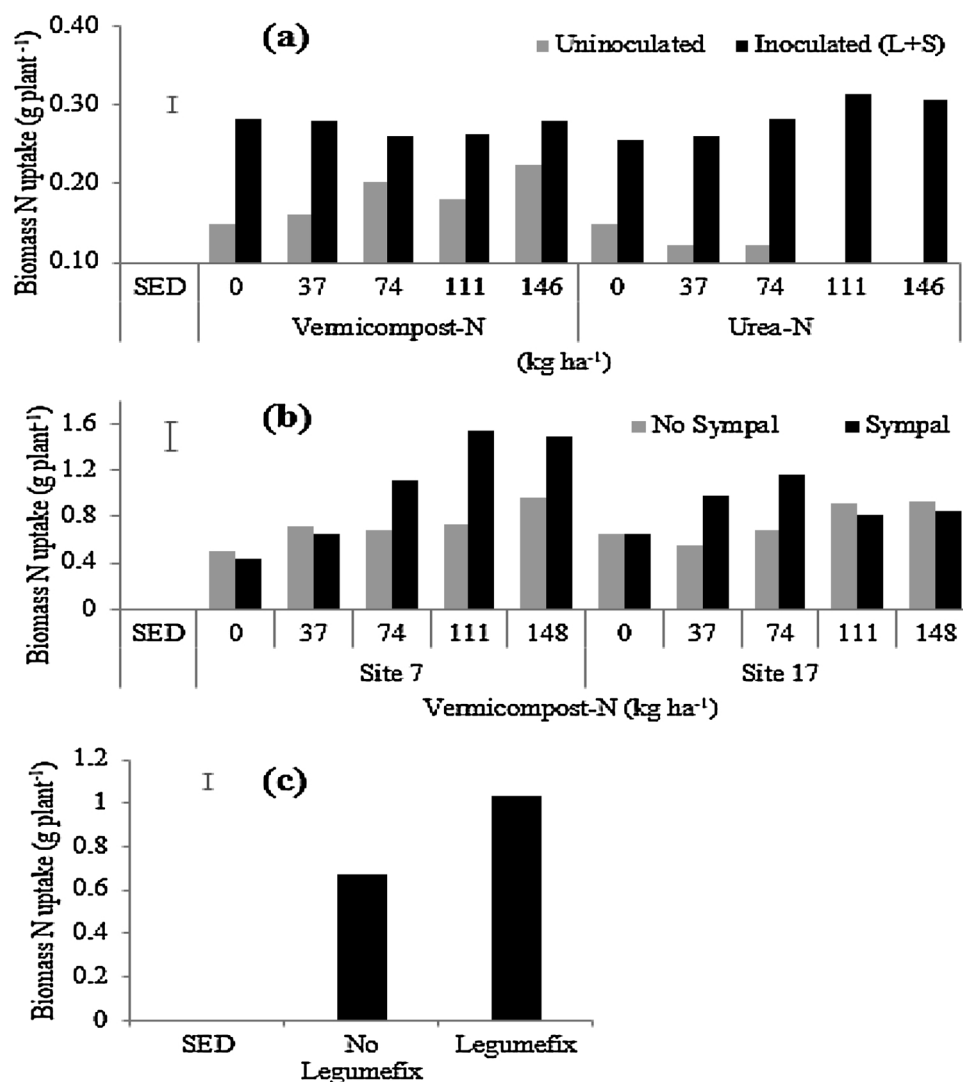 0.40
(a)
Uninoculated
Inoculated (L+S)
0.30
0.20
0.10
Biomass N uptake (g plant⁻¹)
SED 0 37 74 111 146 0 37 74 111 146
Vermicompost-N Urea-N
(kg ha⁻¹)
(b)
No Sympal
Sympal
1.6
1.2
0.8
0.4
0
Biomass N uptake (g plant⁻¹)
SED 0 37 74 111 148 0 37 74 111 148
Site 7 Site 17
Vermicompost-N (kg ha⁻¹)
1.2
(c)
1
0.8
0.6
0.4
0.2
0
Biomass N uptake (g plant⁻¹)
SED No Legumefix
Legumefix